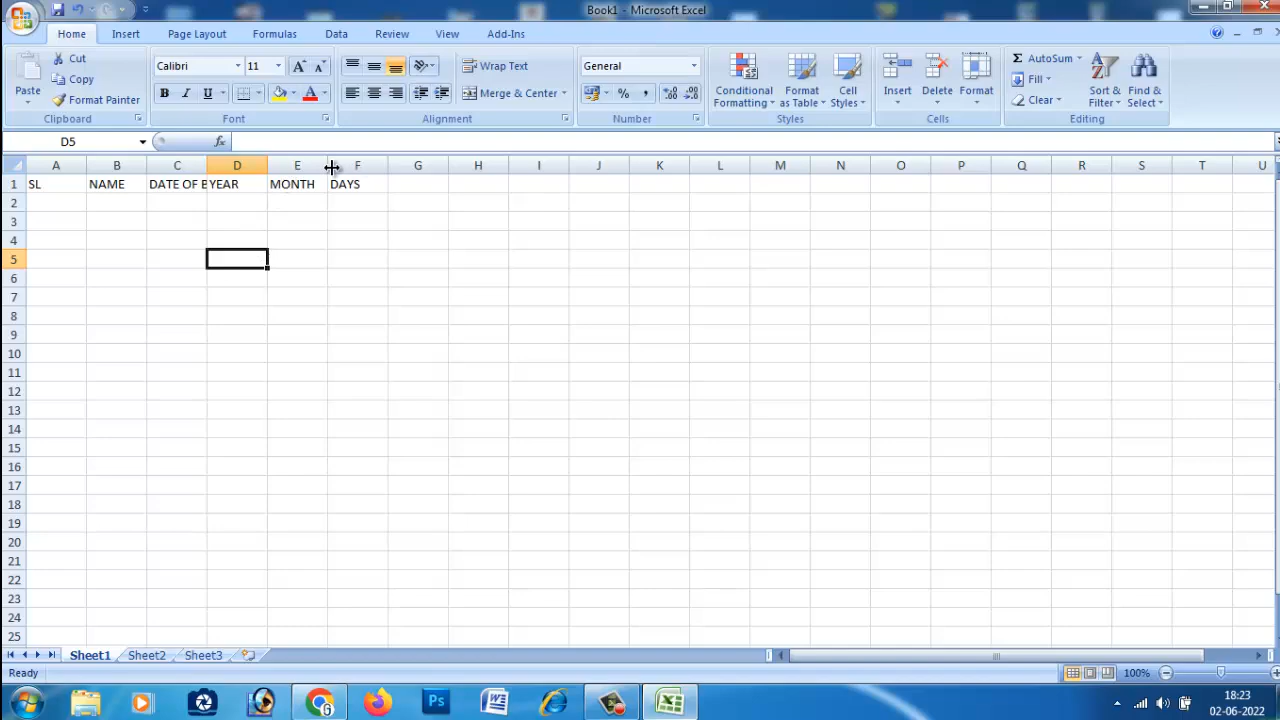 Book1 - Microsoft Excel
Home Insert Page Layout Formulas Data Review View Add-Ins
Cut
Copy
Format Painter
Paste
Clipboard
Calibri 11
B I U A
Font
Wrap Text
Merge & Center
Alignment
General
% ,
Number
Conditional Formatting
Format as Table
Cell Styles
Styles
Insert Delete Format
Cells
Σ AutoSum
Fill
Clear
Sort & Filter
Find & Select
Editing
D5 fx
A B C D E F G H I J K L M N O P Q R S T U
1 SL NAME DATE OF B YEAR MONTH DAYS
2
3
4
5
6
7
8
9
10
11
12
13
14
15
16
17
18
19
20
21
22
23
24
25
Sheet1 Sheet2 Sheet3
Ready 100%
Ps W 18:23
02-06-2022